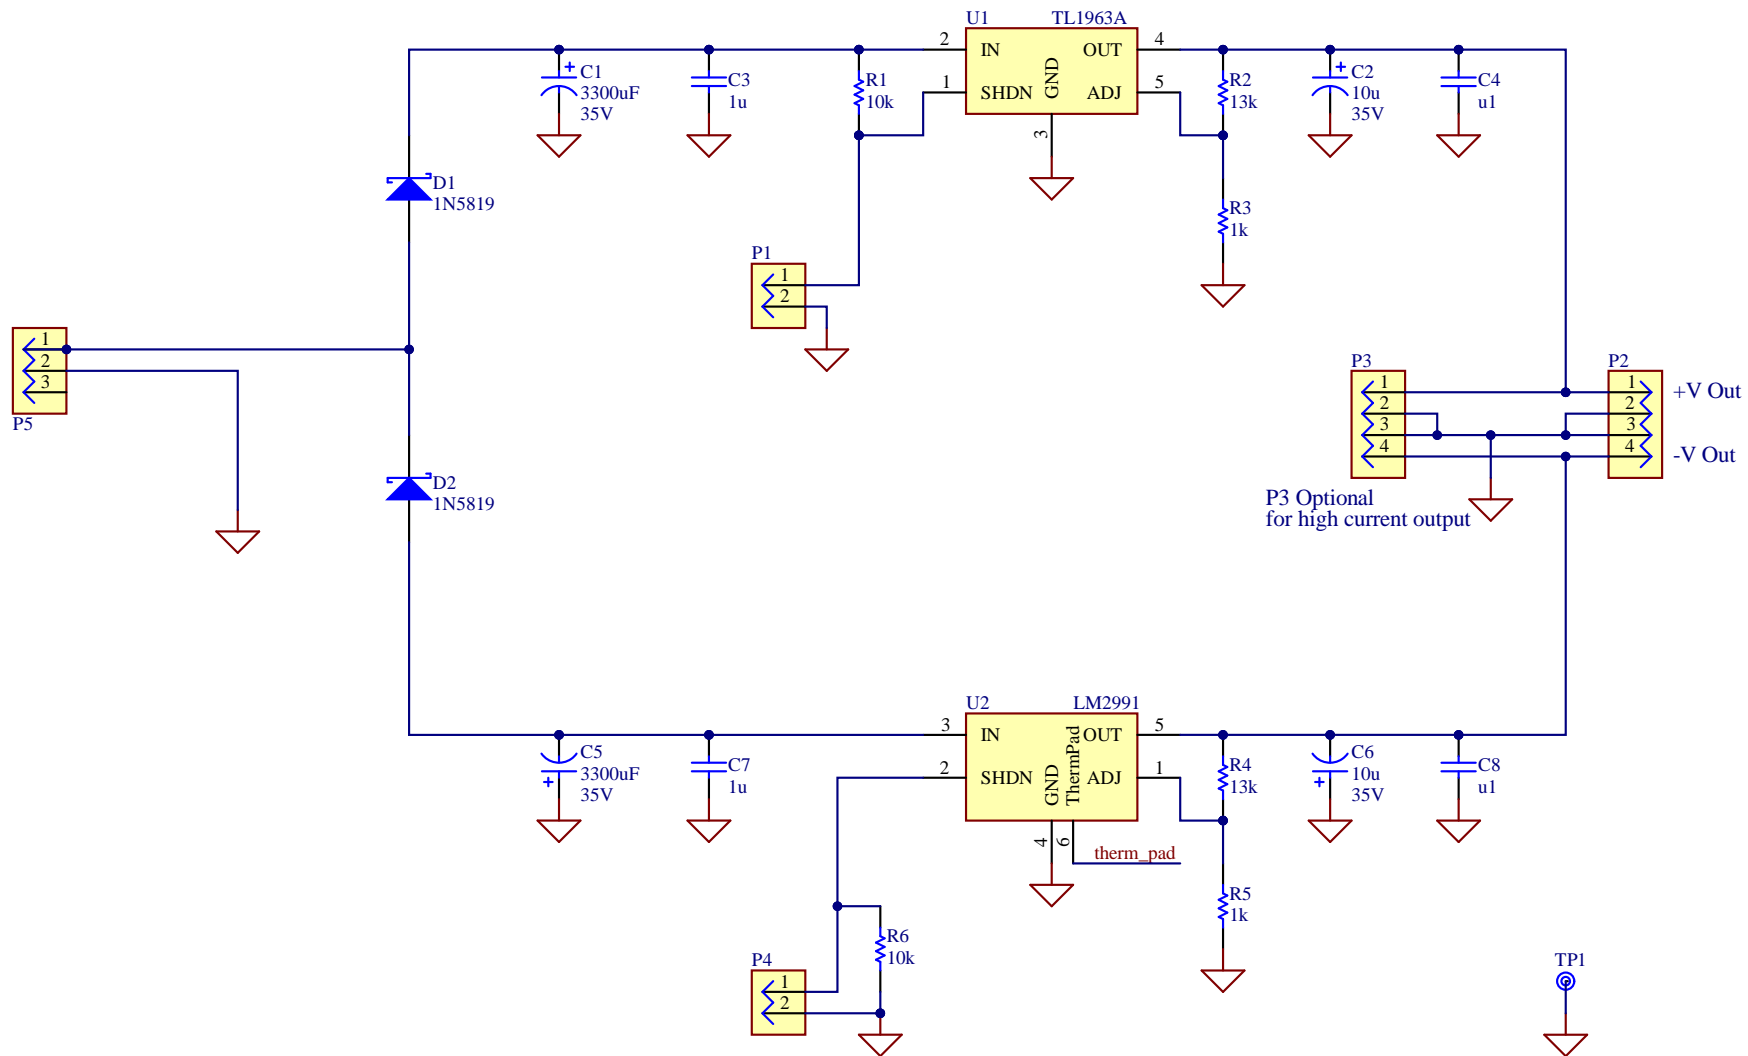 U1 TL1963A
2 IN OUT 4
1 SHDN GND ADJ 5
3
C1
3300uF
35V
C3
1u
R1
10k
R2
13k
C2
10u
35V
C4
u1
D1
1N5819
R3
1k
P1
1
2
P5
1
2
3
D2
1N5819
P3
1
2
3
4
P2
1
2
3
4
+V Out
-V Out
P3 Optional
for high current output
U2 LM2991
3 IN OUT 5
2 SHDN GND ThermPad ADJ 1
4 6
therm_pad
C5
3300uF
35V
C7
1u
R4
13k
C6
10u
35V
C8
u1
R5
1k
R6
10k
P4
1
2
TP1